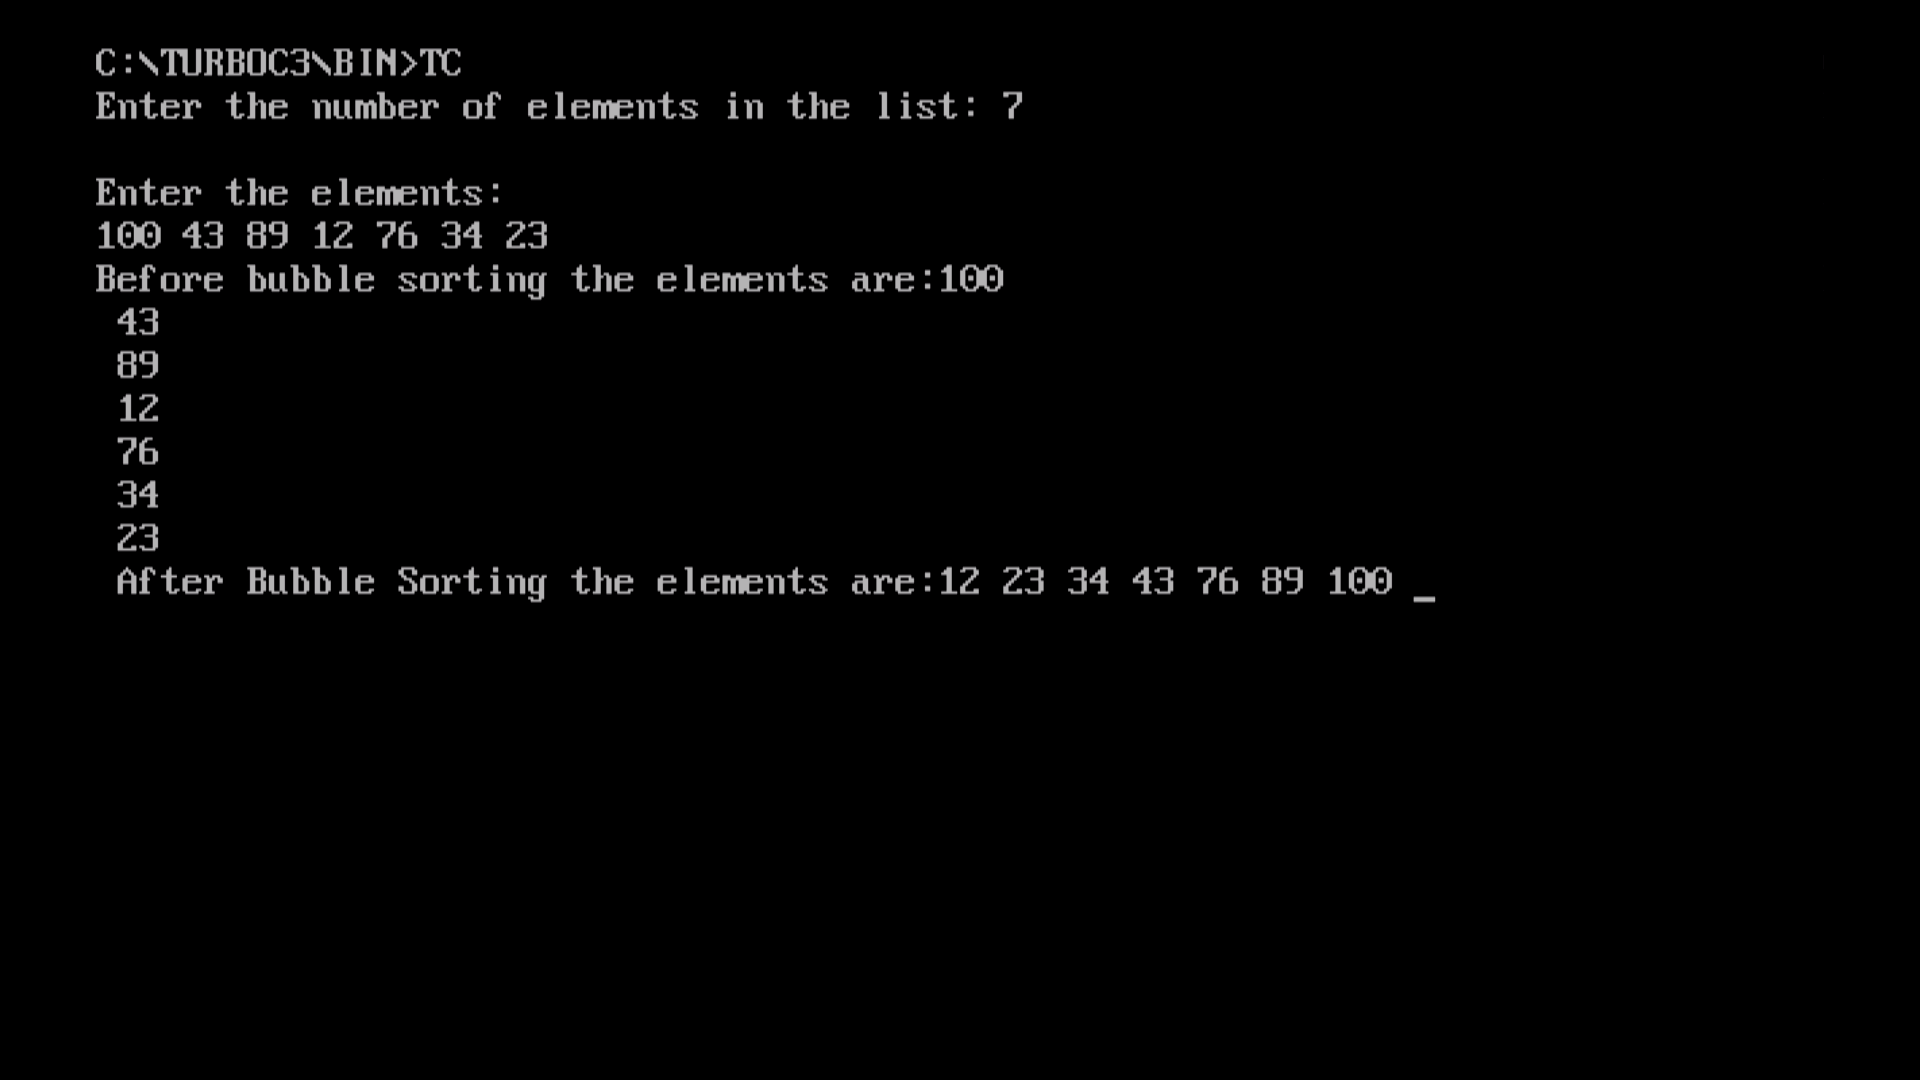 C:\TURBOC3\BIN>TC
Enter the number of elements in the list: 7
Enter the elements:
100 43 89 12 76 34 23
Before bubble sorting the elements are:100
43
89
12
76
34
23
After Bubble Sorting the elements are:12 23 34 43 76 89 100 _